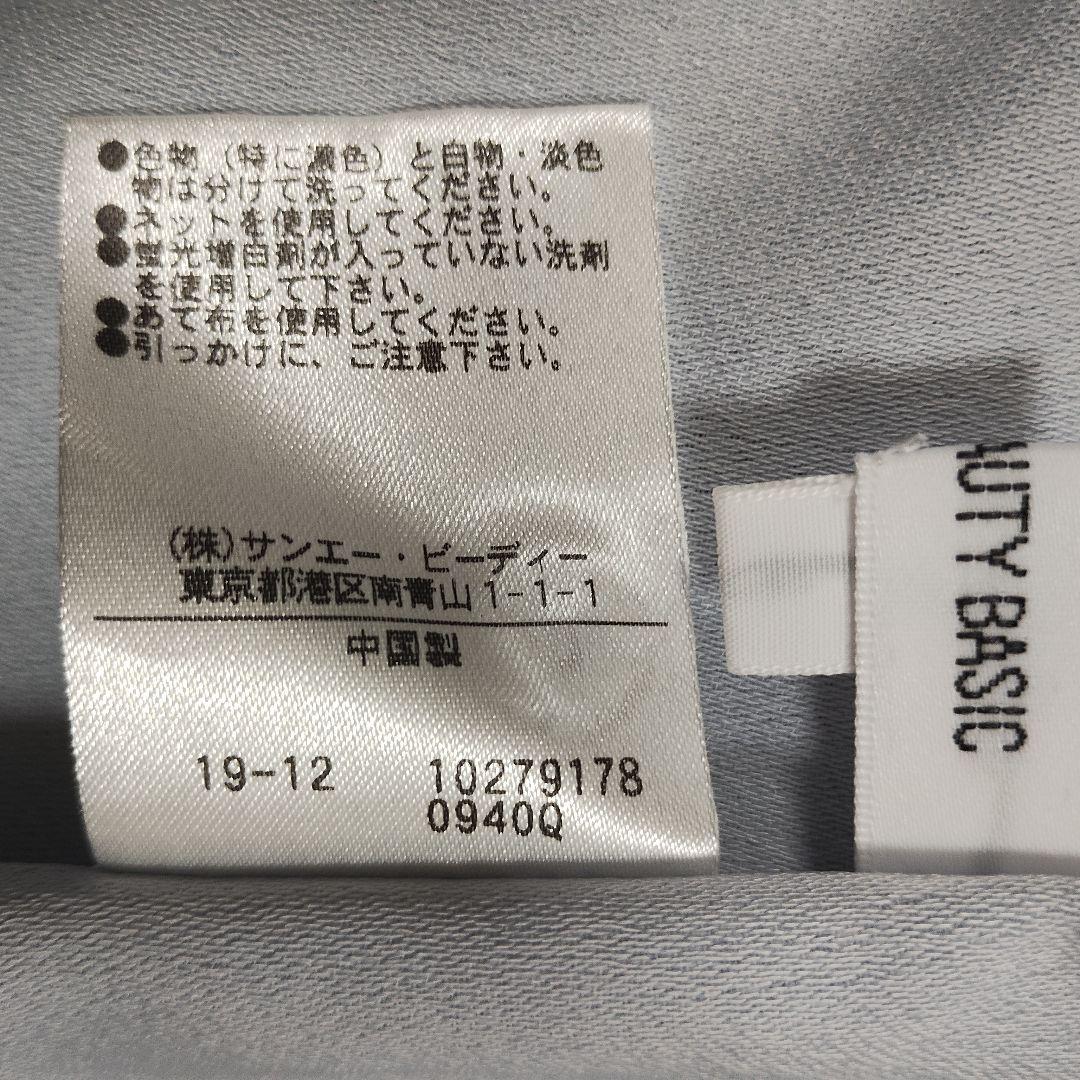 ●色物(特に濃色)と白物・淡色
物は分けて洗ってください。
●ネットを使用してください。
●蛍光増白剤が入っていない洗剤
を使用して下さい。
●あて布を使用してください。
●引っかけに、ご注意下さい。
(株)サンエー・ビーディー
東京都港区南青山1-1-1
中国製
19-12 10279178
0940Q
BASIC